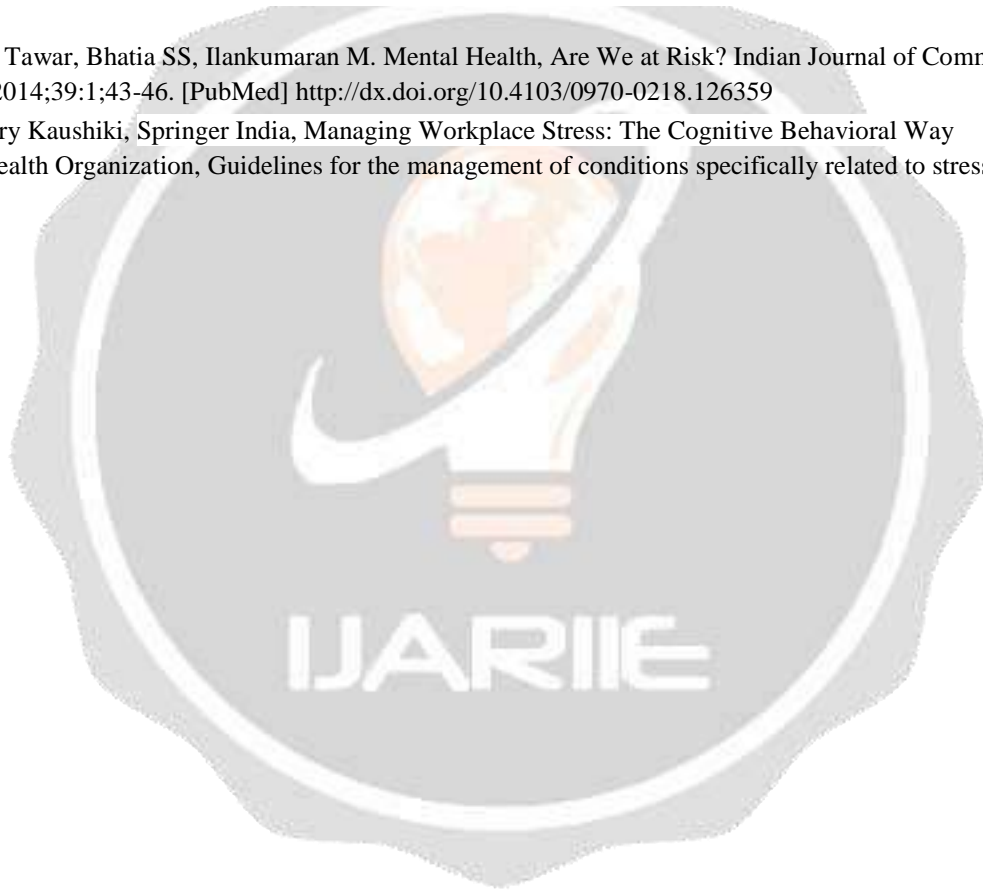 Tawar, Bhatia SS, Ilankumaran M. Mental Health, Are We at Risk? Indian Journal of Comm
2014;39:1;43-46. [PubMed] http://dx.doi.org/10.4103/0970-0218.126359
ry Kaushiki, Springer India, Managing Workplace Stress: The Cognitive Behavioral Way
ealth Organization, Guidelines for the management of conditions specifically related to stress
IJARIIE